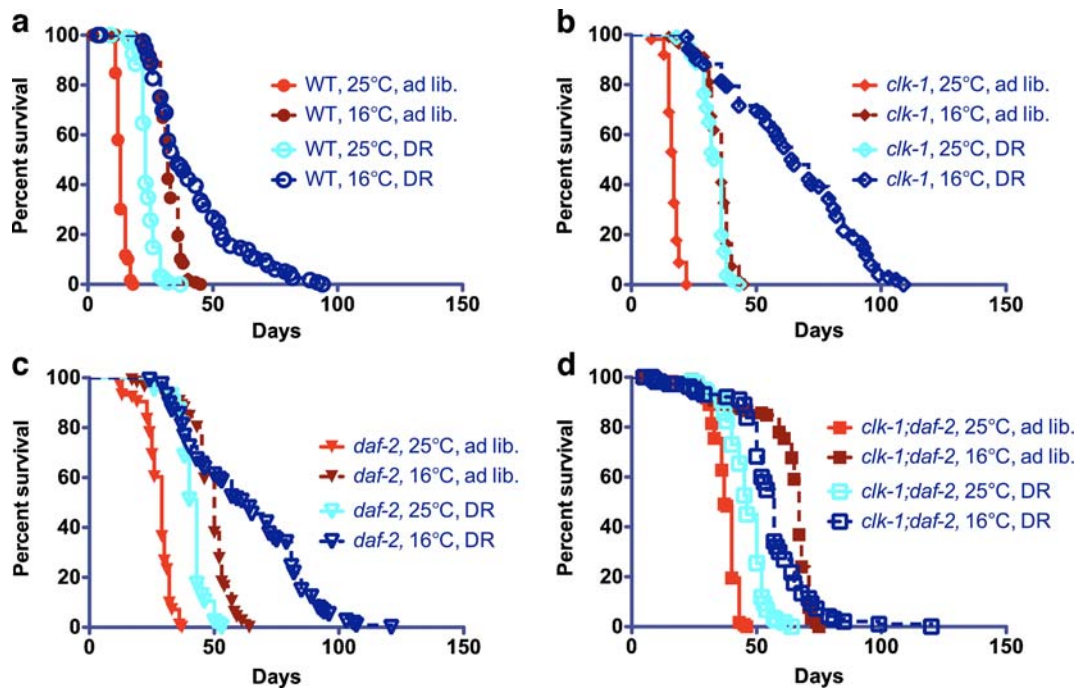 a
Percent survival
100
80
60
40
20
0
0 50 100 150
Days
WT, 25°C, ad lib.
WT, 16°C, ad lib.
WT, 25°C, DR
WT, 16°C, DR
b
Percent survival
100
80
60
40
20
0
0 50 100 150
Days
clk-1, 25°C, ad lib.
clk-1, 16°C, ad lib.
clk-1, 25°C, DR
clk-1, 16°C, DR
c
Percent survival
100
80
60
40
20
0
0 50 100 150
Days
daf-2, 25°C, ad lib.
daf-2, 16°C, ad lib.
daf-2, 25°C, DR
daf-2, 16°C, DR
d
Percent survival
100
80
60
40
20
0
0 50 100 150
Days
clk-1;daf-2, 25°C, ad lib.
clk-1;daf-2, 16°C, ad lib.
clk-1;daf-2, 25°C, DR
clk-1;daf-2, 16°C, DR